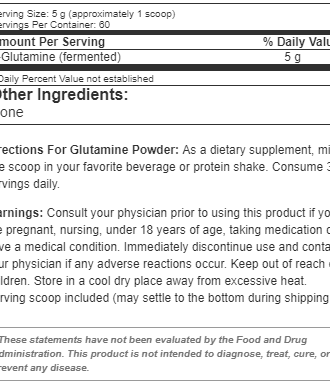 erving Size: 5 g (approximately 1 scoop)
ervings Per Container: 60
mount Per Serving % Daily Valu
-Glutamine (fermented) 5 g
Daily Percent Value not established
ther Ingredients:
one
rections For Glutamine Powder: As a dietary supplement, mi
e scoop in your favorite beverage or protein shake. Consume 3
rvings daily.
arnings: Consult your physician prior to using this product if yo
e pregnant, nursing, under 18 years of age, taking medication o
ve a medical condition. Immediately discontinue use and conta
ur physician if any adverse reactions occur. Keep out of reach o
ildren. Store in a cool dry place away from excessive heat.
rving scoop included (may settle to the bottom during shipping
These statements have not been evaluated by the Food and Drug
dministration. This product is not intended to diagnose, treat, cure, or
revent any disease.